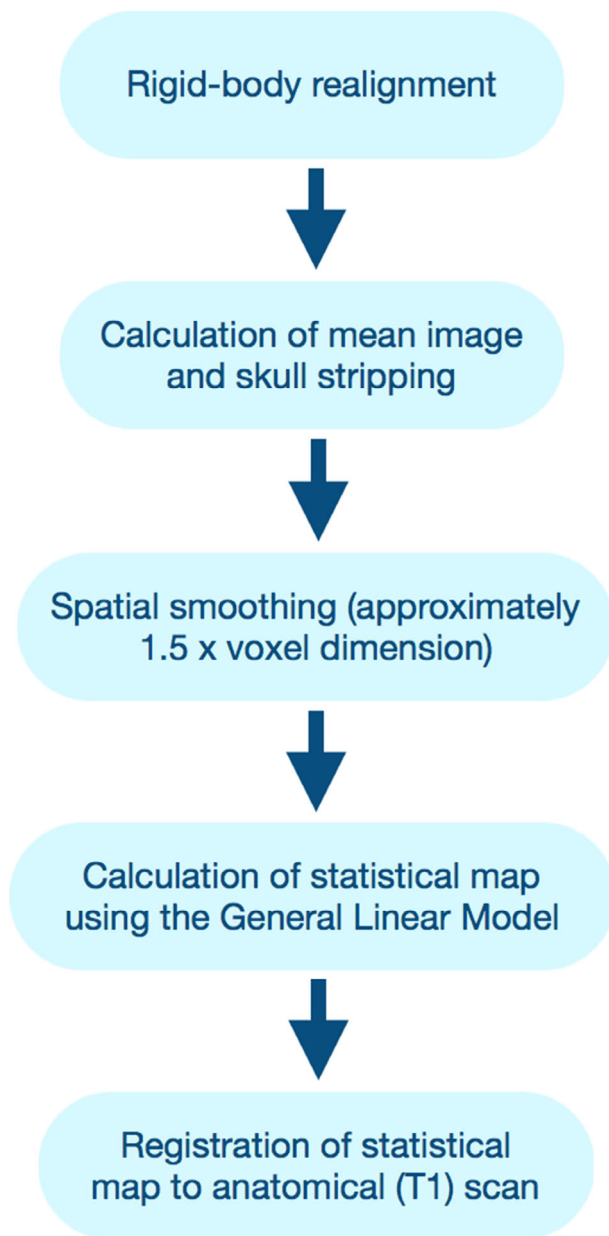 Rigid-body realignment
Calculation of mean image
and skull stripping
Spatial smoothing (approximately
1.5 x voxel dimension)
Calculation of statistical map
using the General Linear Model
Registration of statistical
map to anatomical (T1) scan